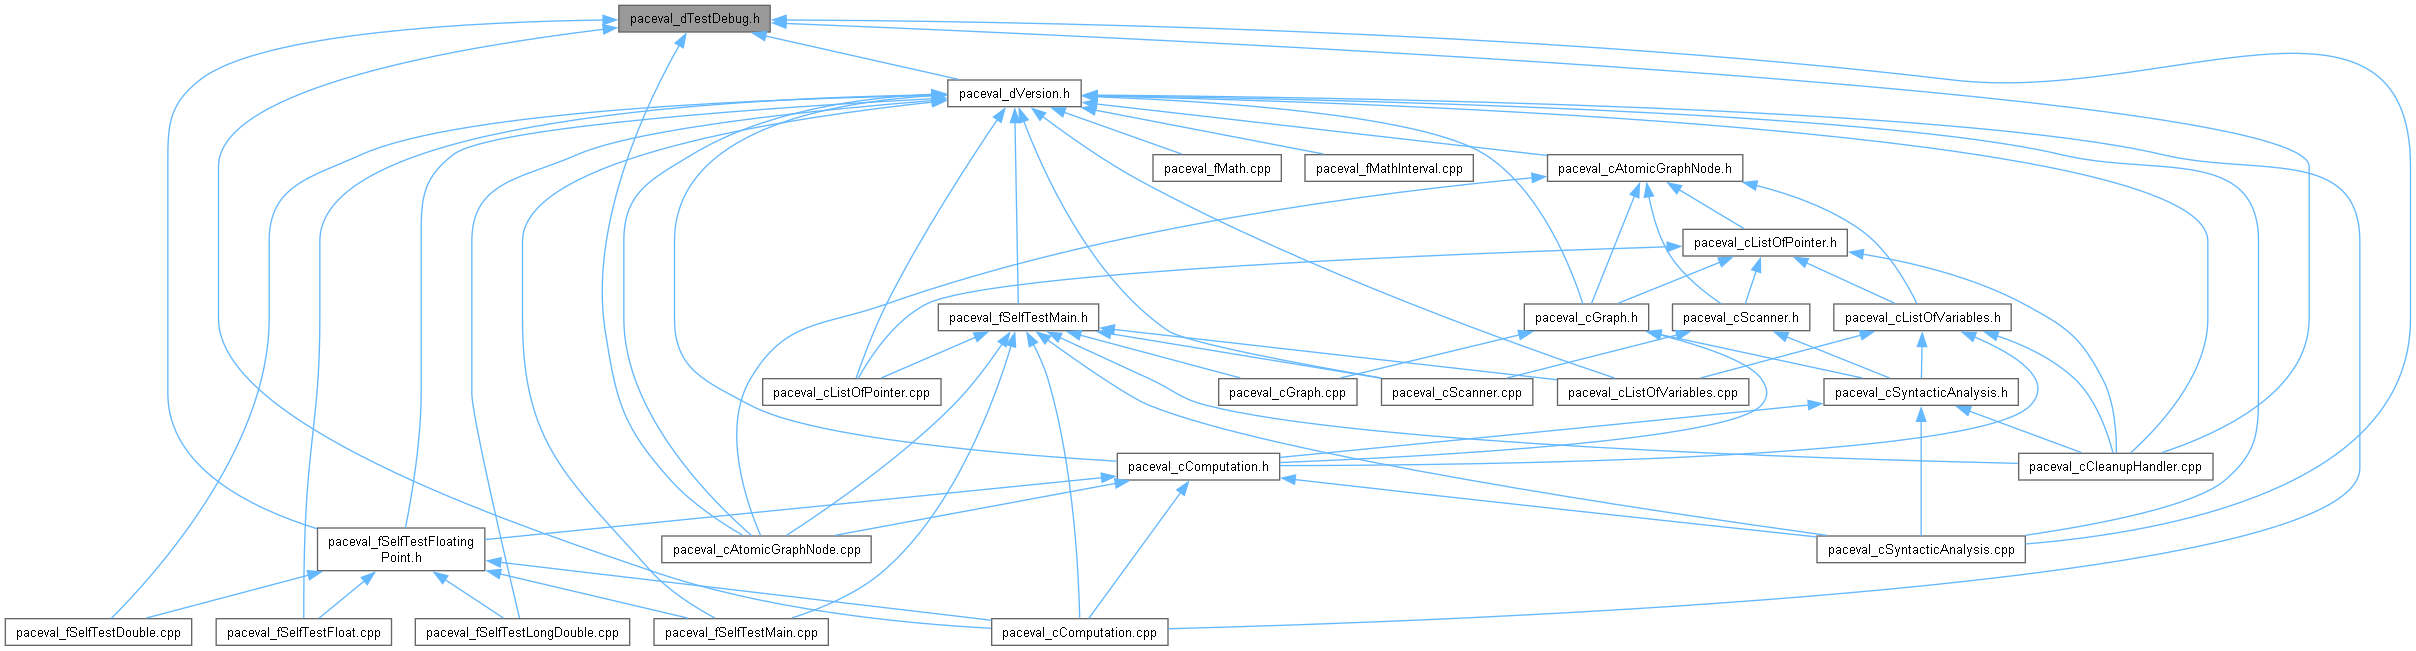 paceval_dTestDebug.h
paceval_dVersion.h
paceval_fMath.cpp
paceval_fMathInterval.cpp
paceval_cAtomicGraphNode.h
paceval_cListOfPointer.h
paceval_fSelfTestMain.h
paceval_cGraph.h
paceval_cScanner.h
paceval_cListOfVariables.h
paceval_cListOfPointer.cpp
paceval_cGraph.cpp
paceval_cScanner.cpp
paceval_cListOfVariables.cpp
paceval_cSyntacticAnalysis.h
paceval_cComputation.h
paceval_cCleanupHandler.cpp
paceval_fSelfTestFloating
Point.h
paceval_cAtomicGraphNode.cpp
paceval_cSyntacticAnalysis.cpp
paceval_fSelfTestDouble.cpp
paceval_fSelfTestFloat.cpp
paceval_fSelfTestLongDouble.cpp
paceval_fSelfTestMain.cpp
paceval_cComputation.cpp